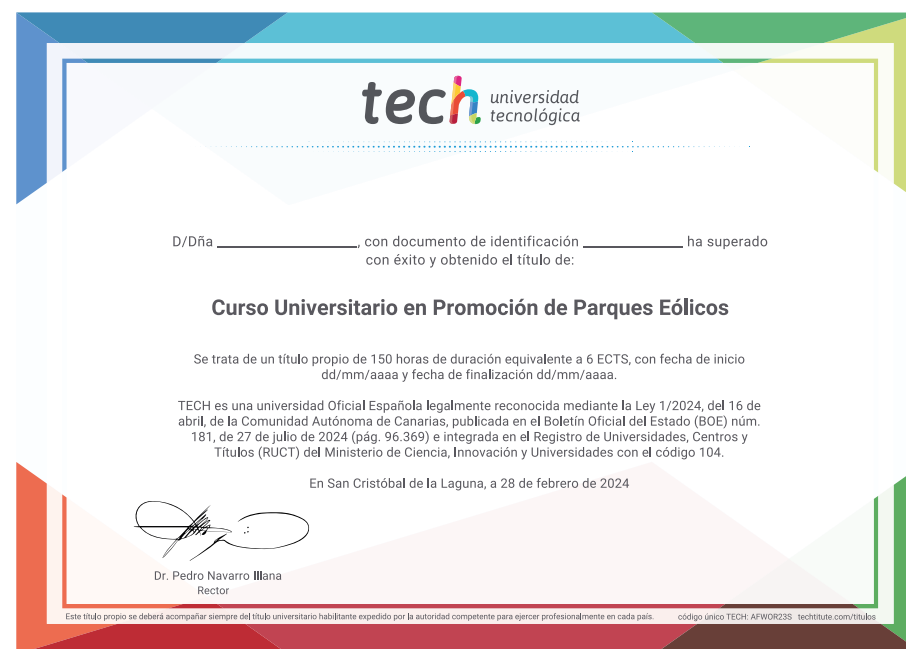 tech universidad
tecnológica
D/Dña ____________, con documento de identificación ____________ ha superado
con éxito y obtenido el título de:
Curso Universitario en Promoción de Parques Eólicos
Se trata de un título propio de 150 horas de duración equivalente a 6 ECTS, con fecha de inicio
dd/mm/aaaa y fecha de finalización dd/mm/aaaa.
TECH es una universidad Oficial Española legalmente reconocida mediante la Ley 1/2024, del 16 de
abril, de la Comunidad Autónoma de Canarias, publicada en el Boletín Oficial del Estado (BOE) núm.
181, de 27 de julio de 2024 (pág. 96.369) e integrada en el Registro de Universidades, Centros y
Títulos (RUCT) del Ministerio de Ciencia, Innovación y Universidades con el código 104.
En San Cristóbal de la Laguna, a 28 de febrero de 2024
Dr. Pedro Navarro Illana
Rector
Este título propio se deberá acompañar siempre del título universitario habilitante expedido por la autoridad competente para ejercer profesionalmente en cada país. código único TECH: AFWOR23S techtitute.com/titulos